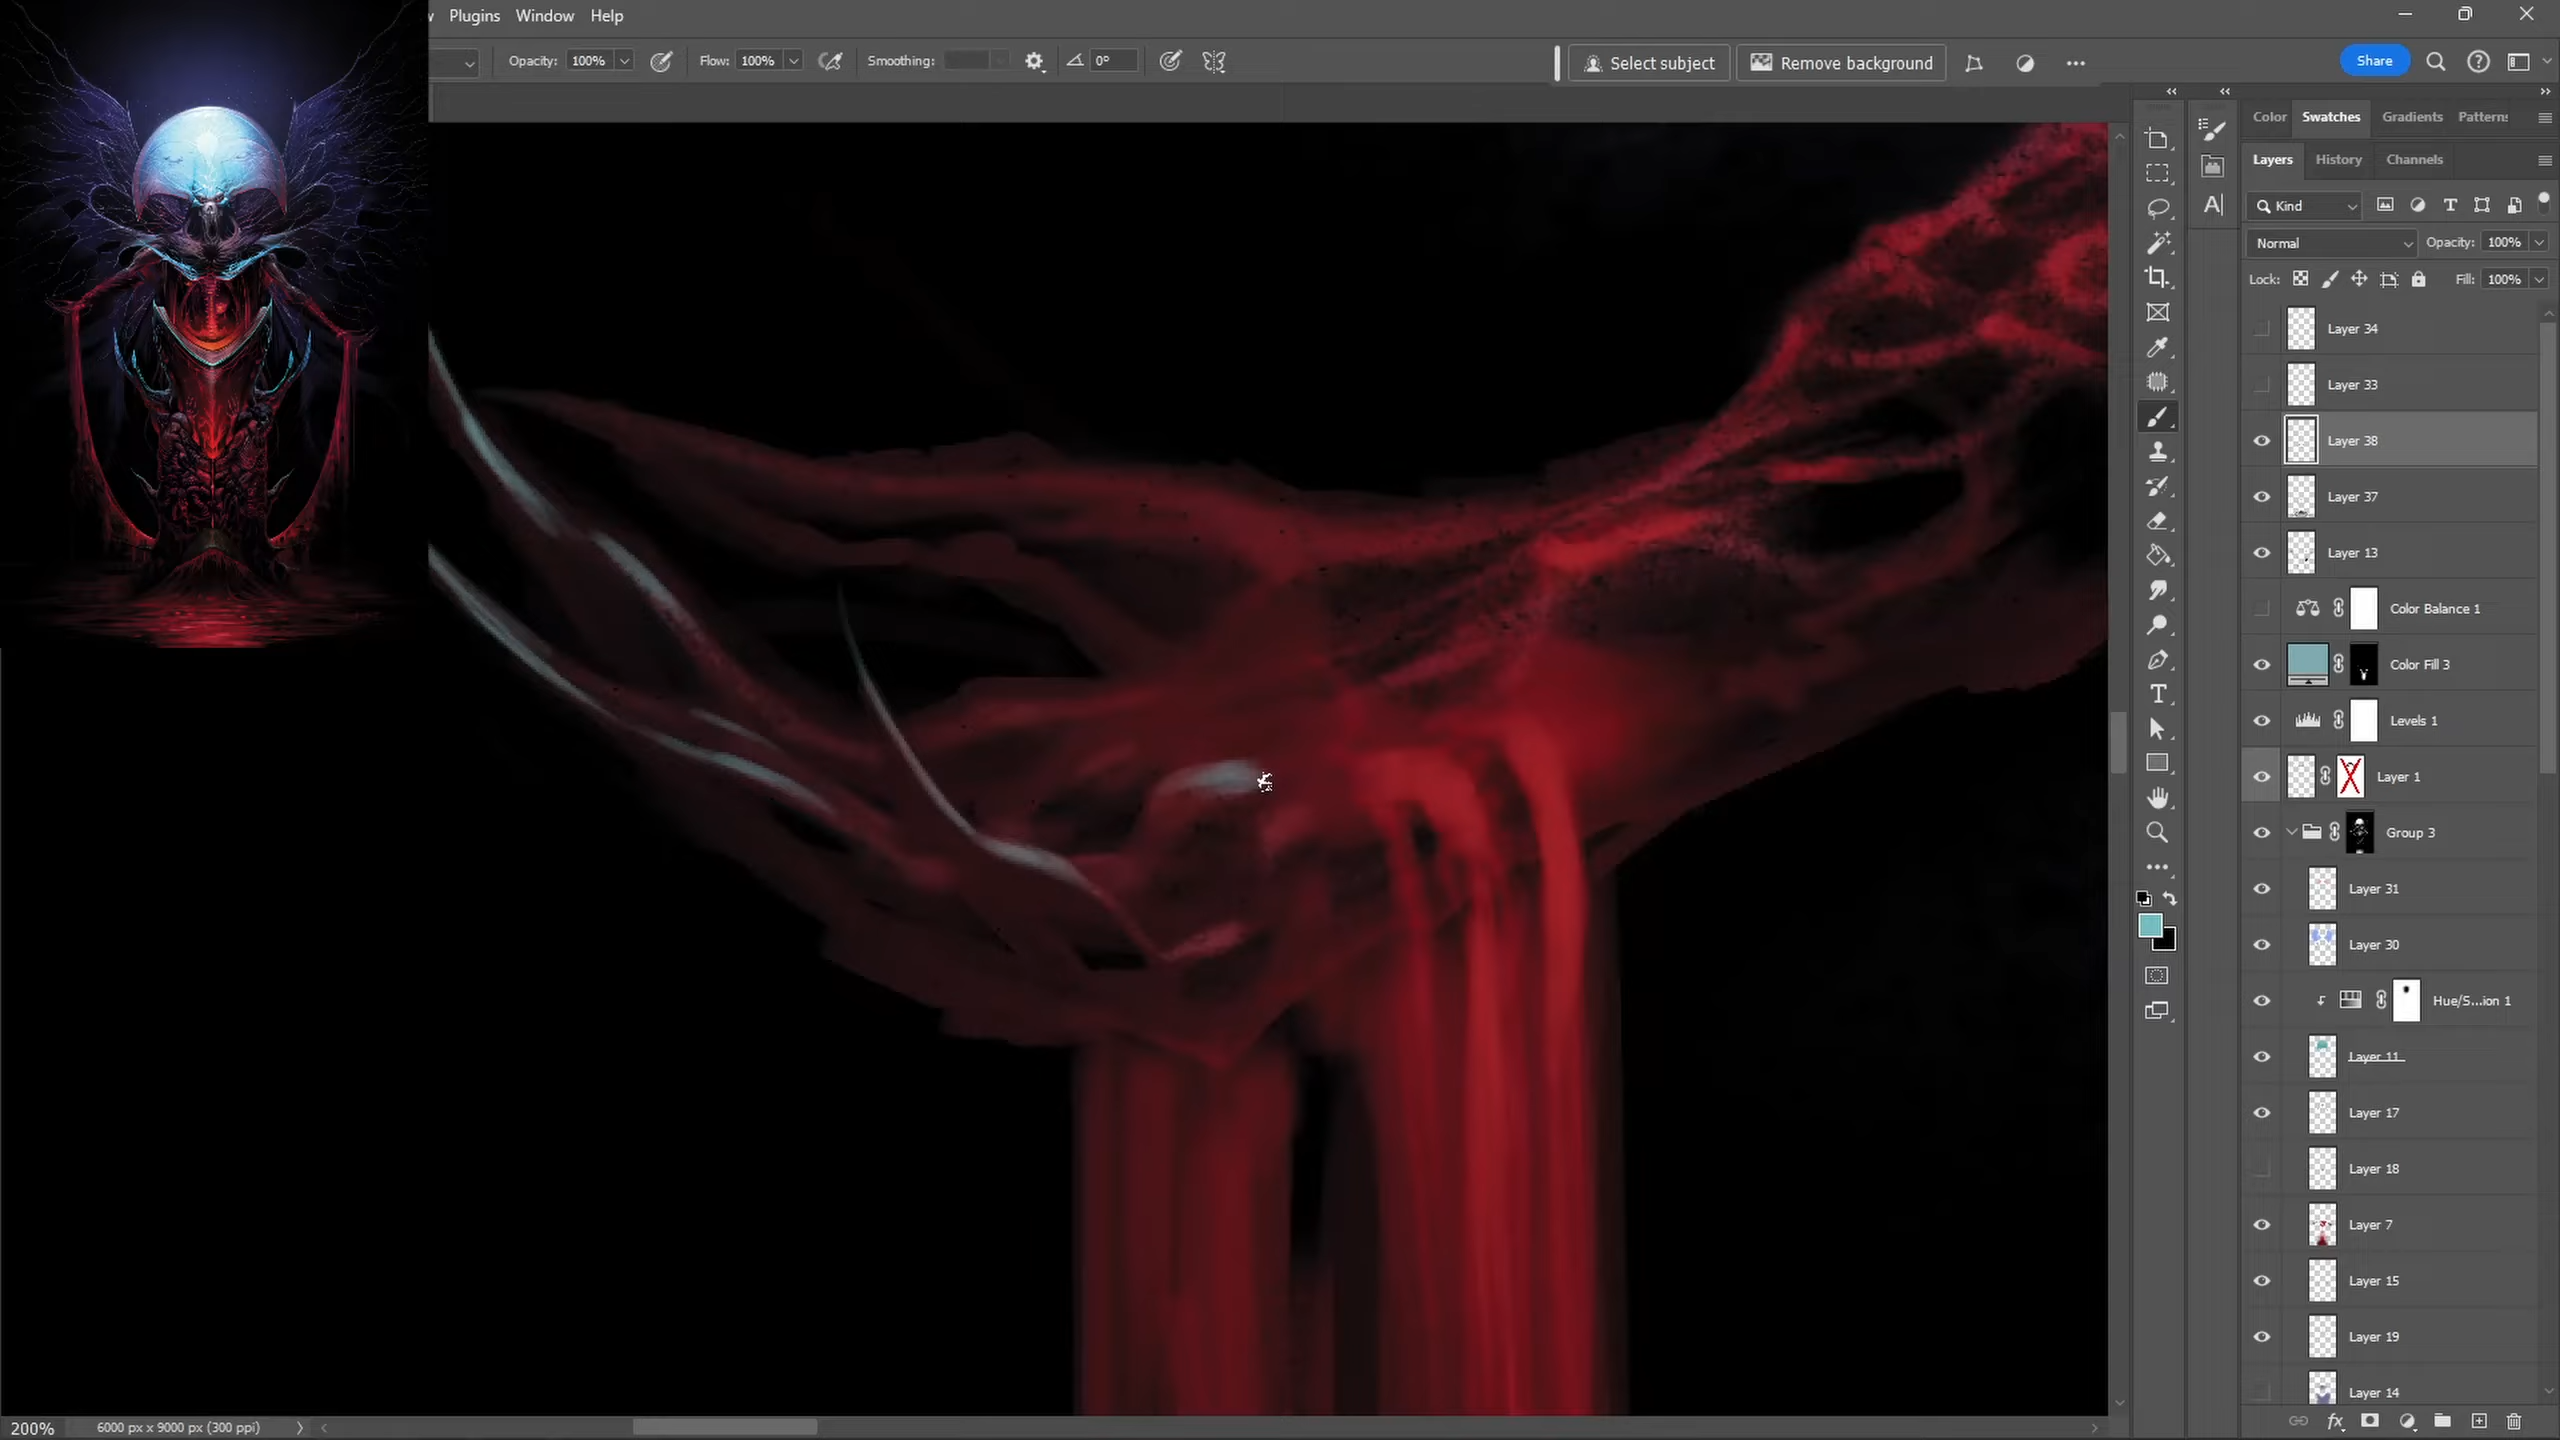 Plugins Window Help
Opacity: 100% Flow: 100% Smoothing: 0° Select subject Remove background Share
Color Swatches Gradients Patterns
Layers History Channels
Kind
Normal Opacity: 100%
Lock: Fill: 100%
Layer 34
Layer 33
Layer 38
Layer 37
Layer 13
Color Balance 1
Color Fill 3
Levels 1
Layer 1
Group 3
Layer 31
Layer 30
Hue/S...ion 1
Layer 11
Layer 17
Layer 18
Layer 7
Layer 15
Layer 19
Layer 14
200% 6000 px x 9000 px (300 ppi)